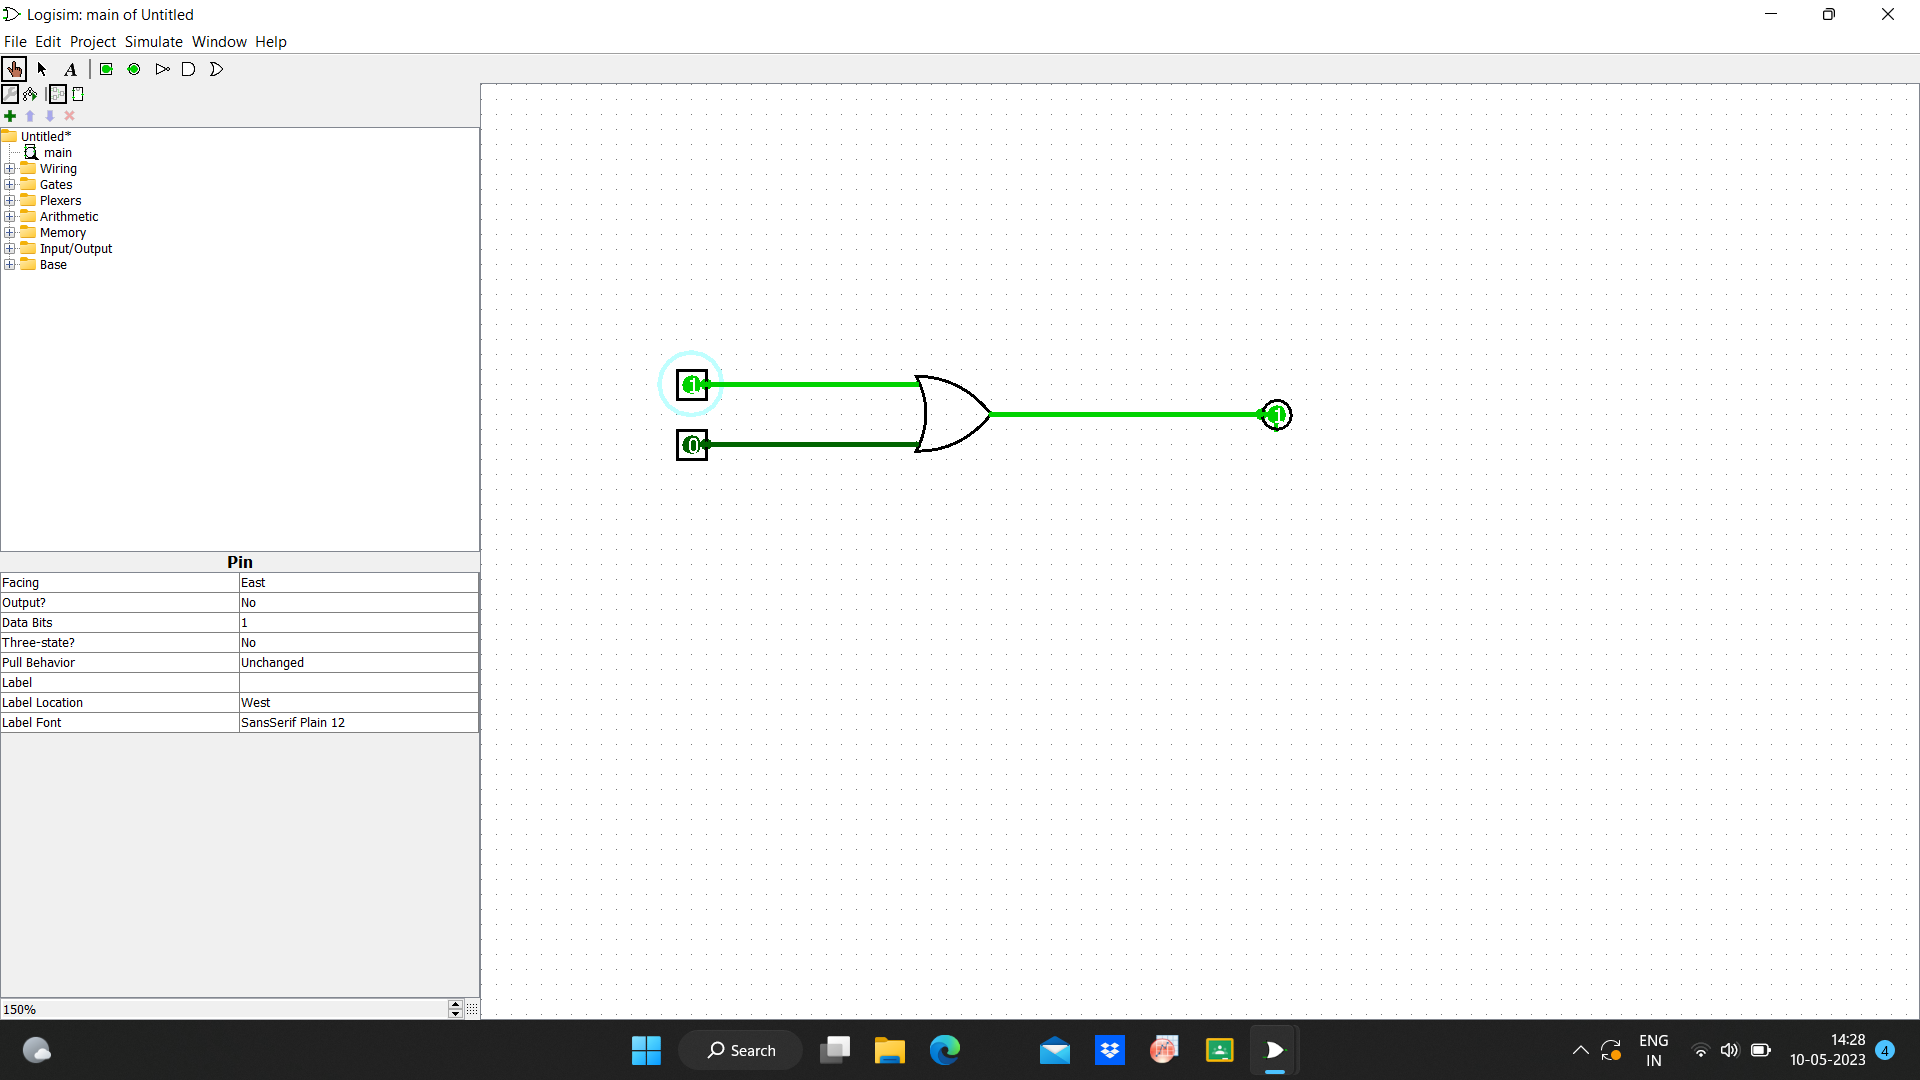 Logisim: main of Untitled
File Edit Project Simulate Window Help
A
Untitled*
main
Wiring
Gates
Plexers
Arithmetic
Memory
Input/Output
Base
1
0
1
Pin
Facing East
Output? No
Data Bits 1
Three-state? No
Pull Behavior Unchanged
Label
Label Location West
Label Font SansSerif Plain 12
150%
Search
ENG
IN
14:28
10-05-2023
4